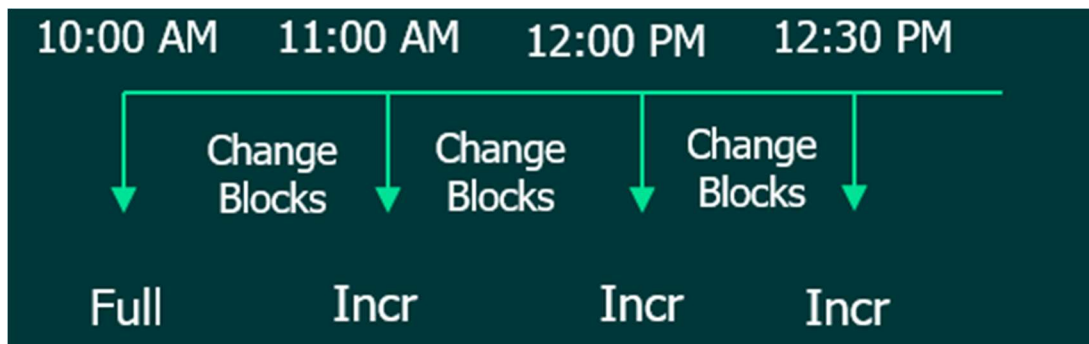 10:00 AM 11:00 AM 12:00 PM 12:30 PM
Change Change Change
Blocks Blocks Blocks
Full Incr Incr Incr